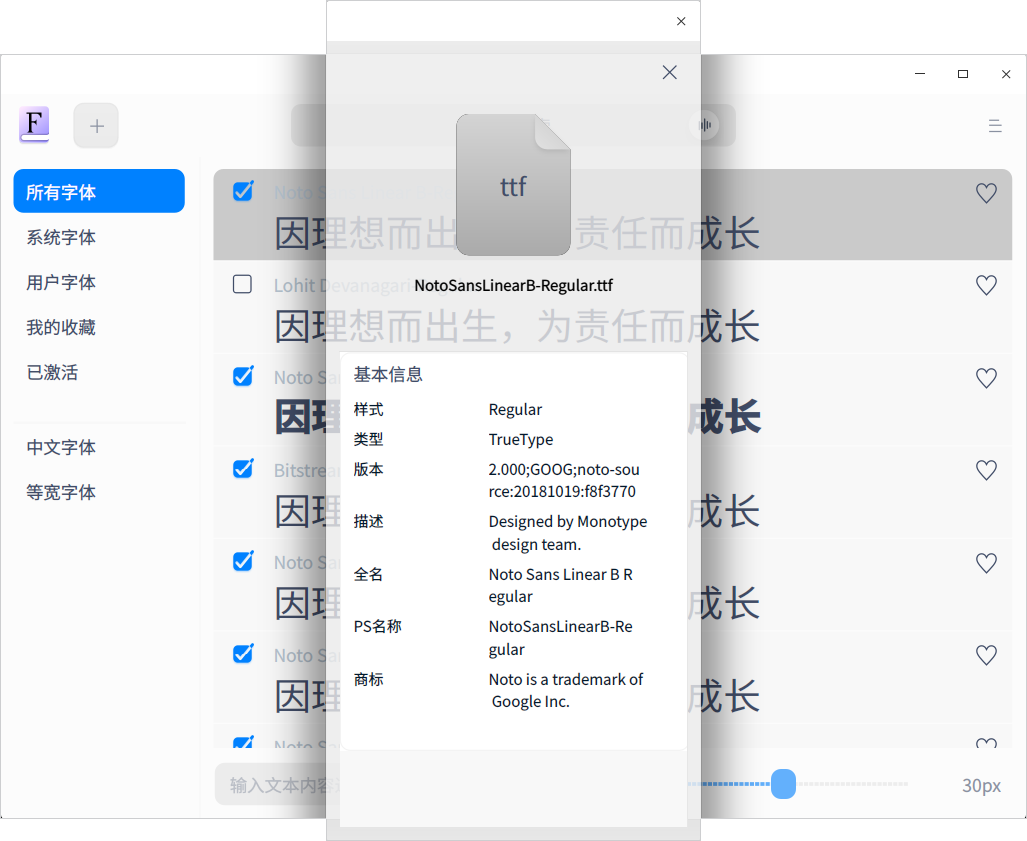 F
所有字体
系统字体
用户字体
我的收藏
已激活
中文字体
等宽字体
Noto S
因理想而出 责任而成长
Lohit Devanagari
因理想而出生，为责任而成长
Noto Sa
因理 成长
Bitstrea
因理 成长
Noto Sa
因理 成长
Noto Sa
因理 成长
Noto Sa
输入文本内容
30px
ttf
NotoSansLinearB-Regular.ttf
基本信息
样式 Regular
类型 TrueType
版本 2.000;GOOG;noto-sou
rce:20181019:f8f3770
描述 Designed by Monotype
design team.
全名 Noto Sans Linear B R
egular
PS名称 NotoSansLinearB-Re
gular
商标 Noto is a trademark of
Google Inc.